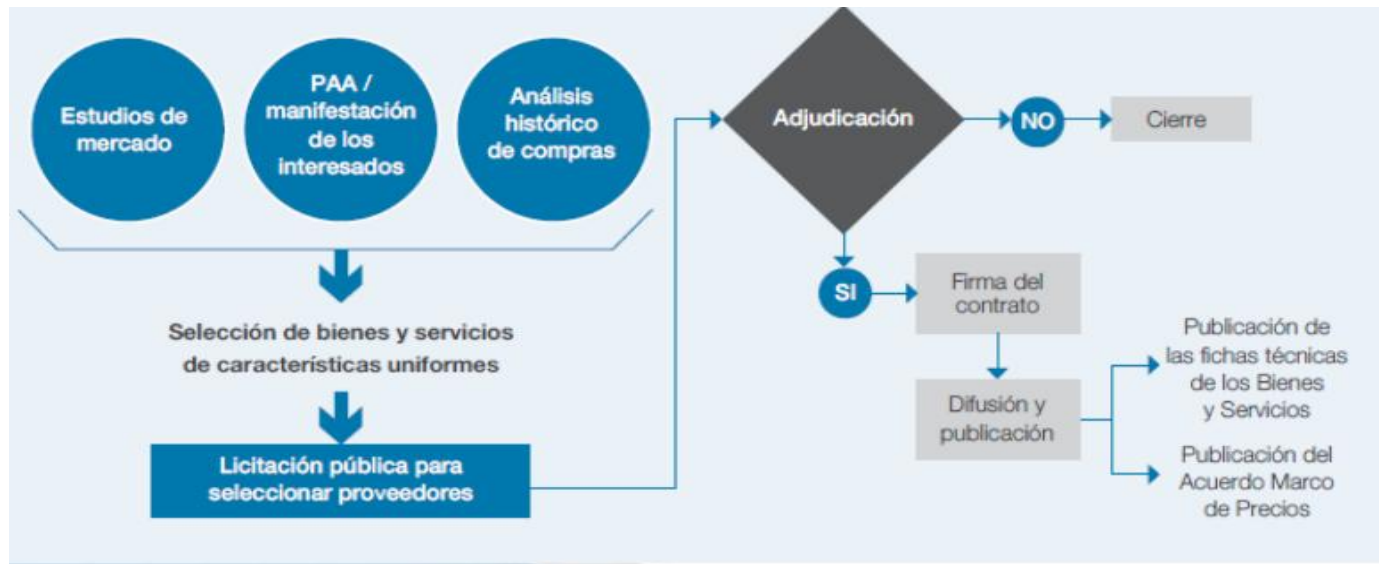 Estudios de
mercado
PAA /
manifestación
de los
interesados
Análisis
histórico
de compras
Selección de bienes y servicios
de características uniformes
Licitación pública para
seleccionar proveedores
Adjudicación
NO
Cierre
SI
Firma del
contrato
Difusión y
publicación
Publicación de
las fichas técnicas
de los Bienes
y Servicios
Publicación del
Acuerdo Marco
de Precios